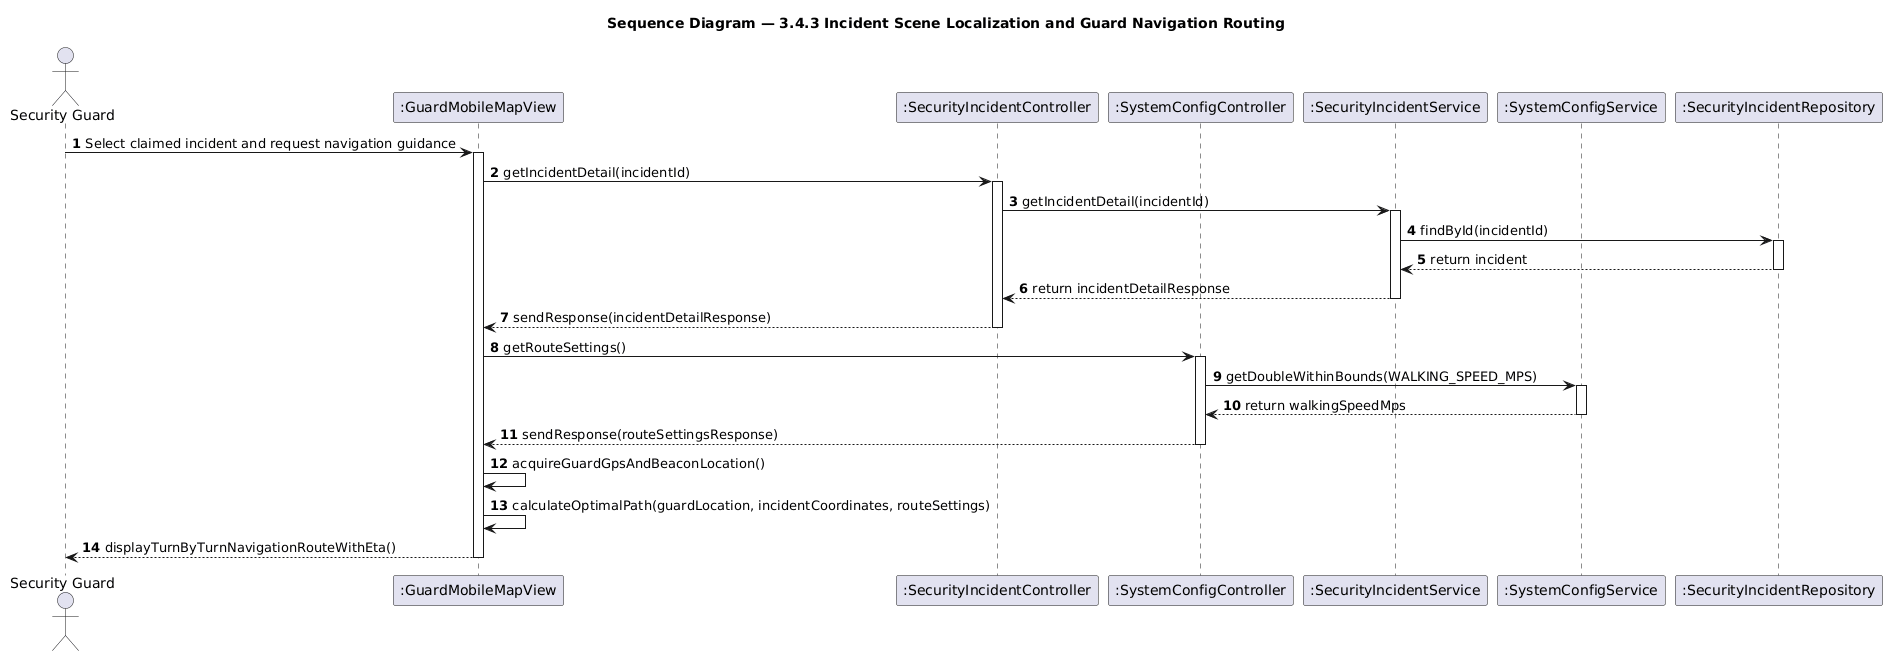 Sequence Diagram — 3.4.3 Incident Scene Localization and Guard Navigation Routing
Security Guard
:GuardMobileMapView
:SecurityIncidentController
:SystemConfigController
:SecurityIncidentService
:SystemConfigService
:SecurityIncidentRepository
1 Select claimed incident and request navigation guidance
2 getIncidentDetail(incidentId)
3 getIncidentDetail(incidentId)
4 findById(incidentId)
5 return incident
6 return incidentDetailResponse
7 sendResponse(incidentDetailResponse)
8 getRouteSettings()
9 getDoubleWithinBounds(WALKING_SPEED_MPS)
10 return walkingSpeedMps
11 sendResponse(routeSettingsResponse)
12 acquireGuardGpsAndBeaconLocation()
13 calculateOptimalPath(guardLocation, incidentCoordinates, routeSettings)
14 displayTurnByTurnNavigationRouteWithEta()
Security Guard
:GuardMobileMapView
:SecurityIncidentController
:SystemConfigController
:SecurityIncidentService
:SystemConfigService
:SecurityIncidentRepository